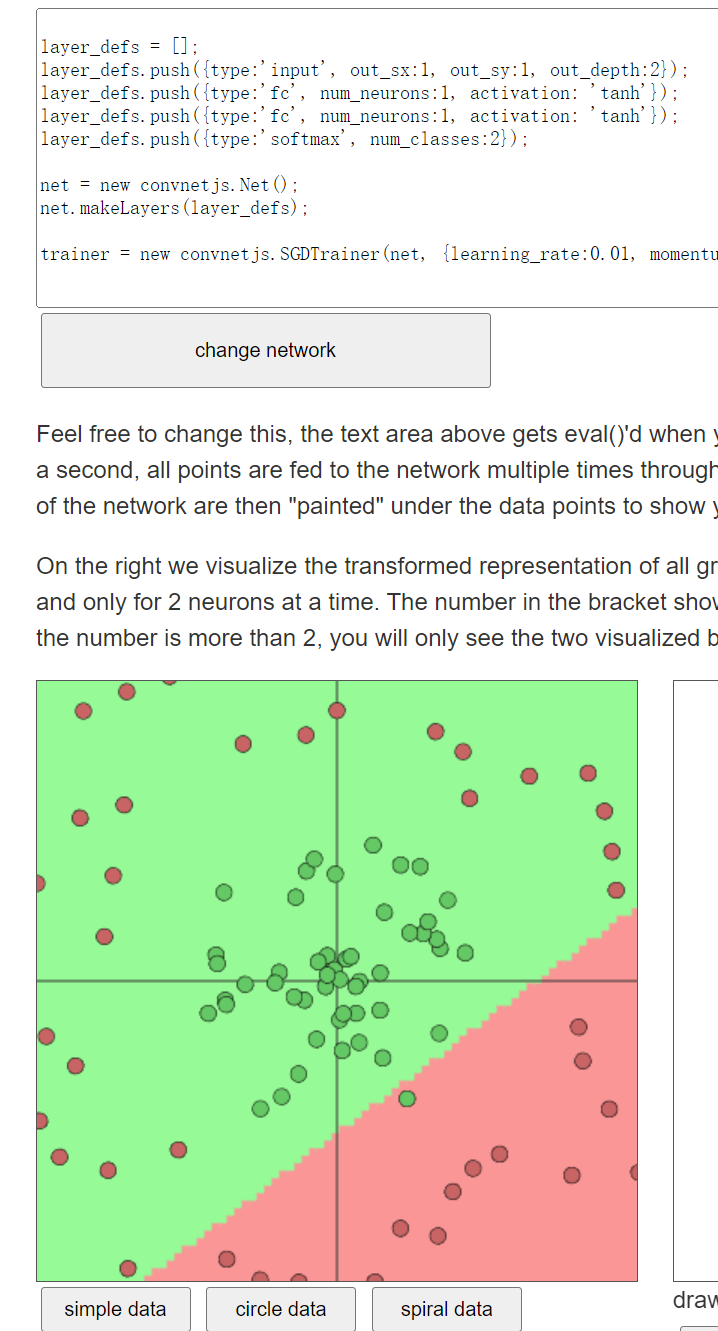 layer_defs = [];
layer_defs.push({type:'input', out_sx:1, out_sy:1, out_depth:2});
layer_defs.push({type:'fc', num_neurons:1, activation: 'tanh'});
layer_defs.push({type:'fc', num_neurons:1, activation: 'tanh'});
layer_defs.push({type:'softmax', num_classes:2});
net = new convnetjs.Net();
net.makeLayers(layer_defs);
trainer = new convnetjs.SGDTrainer(net, {learning_rate:0.01, momentu
change network
Feel free to change this, the text area above gets eval()'d when
a second, all points are fed to the network multiple times through
of the network are then "painted" under the data points to show
On the right we visualize the transformed representation of all gr
and only for 2 neurons at a time. The number in the bracket show
the number is more than 2, you will only see the two visualized b
simple data
circle data
spiral data
draw